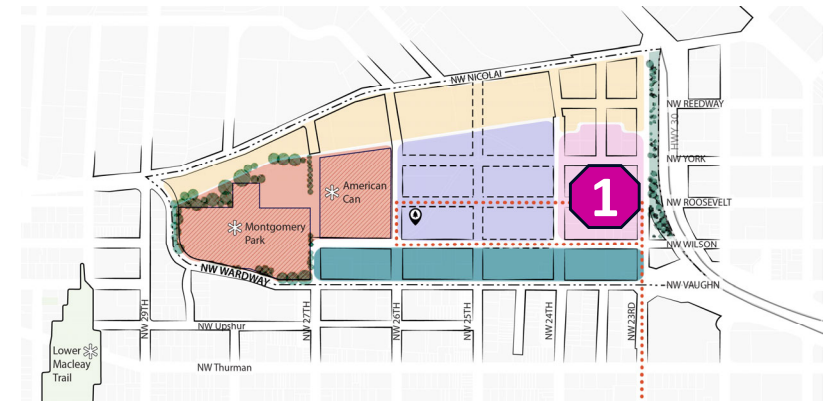 NW NICOLAI
NW REEDWAY
HWY 30
NW YORK
American
Can
1
NW ROOSEVELT
Montgomery
Park
NW WILSON
NW WARDWAY
NW VAUGHN
NW 29TH
NW 27TH
NW 26TH
NW 25TH
NW 24TH
NW 23RD
NW Upshur
Lower
Macleay
Trail
NW Thurman